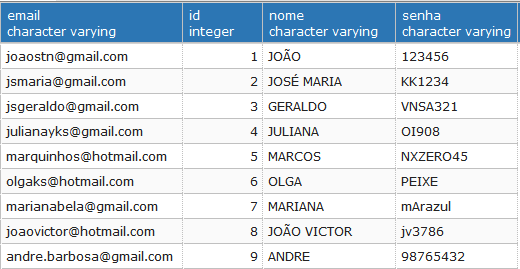 email id nome senha
character varying integer character varying character varying
joaostn@gmail.com 1 JOÃO 123456
jsmaria@gmail.com 2 JOSÉ MARIA KK1234
jsgeraldo@gmail.com 3 GERALDO VNSA321
julianayks@gmail.com 4 JULIANA OI908
marquinhos@hotmail.com 5 MARCOS NXZERO45
olgaks@hotmail.com 6 OLGA PEIXE
marianabela@gmail.com 7 MARIANA mArazul
joaovictor@hotmail.com 8 JOÃO VICTOR jv3786
andre.barbosa@gmail.com 9 ANDRE 98765432